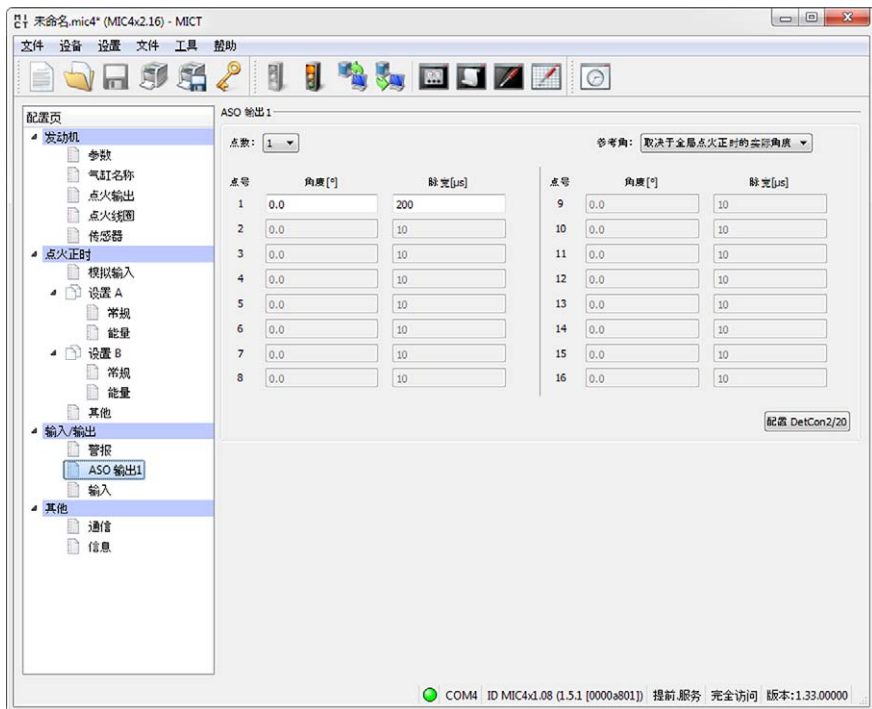 未命名.mic4* (MIC4x2.16) - MICT
文件 设备 设置 文件 工具 帮助
配置页
发动机
参数
气缸名称
点火输出
点火线圈
传感器
点火正时
模拟输入
设置 A
常规
能量
设置 B
常规
能量
其他
输入/输出
警报
ASO 输出1
输入
其他
通信
信息
ASO 输出1
点数: 1 参考角: 取决于全局点火正时的实际角度
点号 角度[°] 脉宽[µs] 点号 角度[°] 脉宽[µs]
1 0.0 200 9 0.0 10
2 0.0 10 10 0.0 10
3 0.0 10 11 0.0 10
4 0.0 10 12 0.0 10
5 0.0 10 13 0.0 10
6 0.0 10 14 0.0 10
7 0.0 10 15 0.0 10
8 0.0 10 16 0.0 10
配置 DetCon2/20
COM4 ID MIC4x1.08 (1.5.1 [0000a801]) 提前.服务 完全访问 版本:1.33.00000